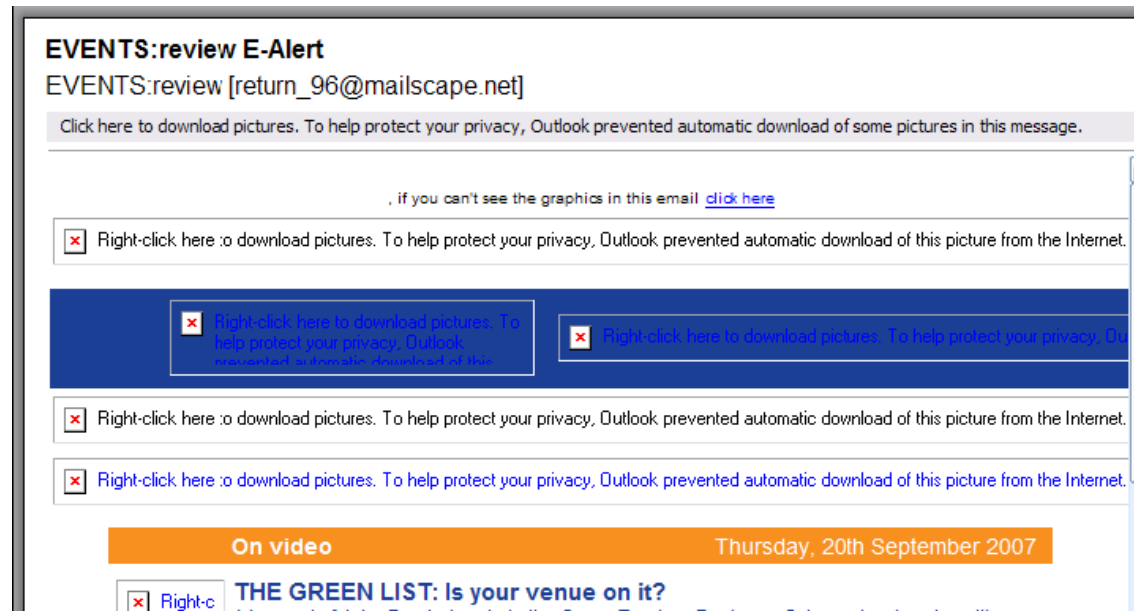 EVENTS:review E-Alert
EVENTS:review [return_96@mailscape.net]
Click here to download pictures. To help protect your privacy, Outlook prevented automatic download of some pictures in this message.
, if you can't see the graphics in this email click here
Right-click here :o download pictures. To help protect your privacy, Outlook prevented automatic download of this picture from the Internet.
Right-click here to download pictures. To
help protect your privacy, Outlook
prevented automatic download of this
Right-click here to download pictures. To help protect your privacy, Ou
Right-click here :o download pictures. To help protect your privacy, Outlook prevented automatic download of this picture from the Internet.
Right-click here :o download pictures. To help protect your privacy, Outlook prevented automatic download of this picture from the Internet.
On video Thursday, 20th September 2007
Right-c
THE GREEN LIST: Is your venue on it?